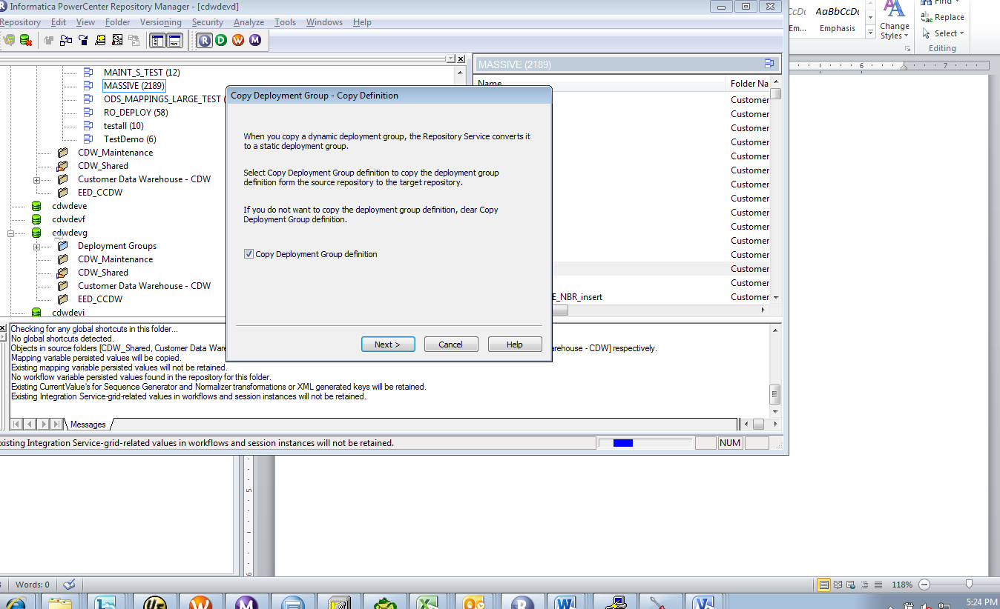 Informatica PowerCenter Repository Manager - [cdwdevd]
Repository Edit View Folder Versioning Security Analyze Tools Windows Help
R D W M
MAINT_S_TEST (12)
MASSIVE (2189)
ODS_MAPPINGS_LARGE_TEST (
RO_DEPLOY (58)
testall (10)
TestDemo (6)
CDW_Maintenance
CDW_Shared
Customer Data Warehouse - CDW
EED_CCDW
cdwdeve
cdwdevf
cdwdevg
Deployment Groups
CDW_Maintenance
CDW_Shared
Customer Data Warehouse - CDW
EED_CCDW
cdwdevi
MASSIVE (2189)
Name Folder Na
Customer
Customer
Customer
Customer
Customer
Customer
Customer
Customer
Customer
Customer
Customer
Customer
Customer
Customer
E_NBR_insert Customer
Copy Deployment Group - Copy Definition
When you copy a dynamic deployment group, the Repository Service converts it
to a static deployment group.
Select Copy Deployment Group definition to copy the deployment group
definition form the source repository to the target repository.
If you do not want to copy the deployment group definition, clear Copy
Deployment Group definition.
Copy Deployment Group definition
Next > Cancel Help
Checking for any global shortcuts in this folder...
No global shortcuts detected.
Objects in source folders [CDW_Shared, Customer Data Ware
rehouse - CDW] respectively.
Mapping variable persisted values will be copied.
Existing mapping variable persisted values will not be retained.
No workflow variable persisted values found in the repository for this folder.
Existing CurrentValue's for Sequence Generator and Normalizer transformations or XML generated keys will be retained.
Existing Integration Service-grid-related values in workflows and session instances will not be retained.
Messages
xisting Integration Service-grid-related values in workflows and session instances will not be retained.
NUM
AaBbCcDc
Em... Emphasis
Change
Styles
Find
Replace
Select
Editing
6 7
5
6
Words: 0
118%
5:24 PM